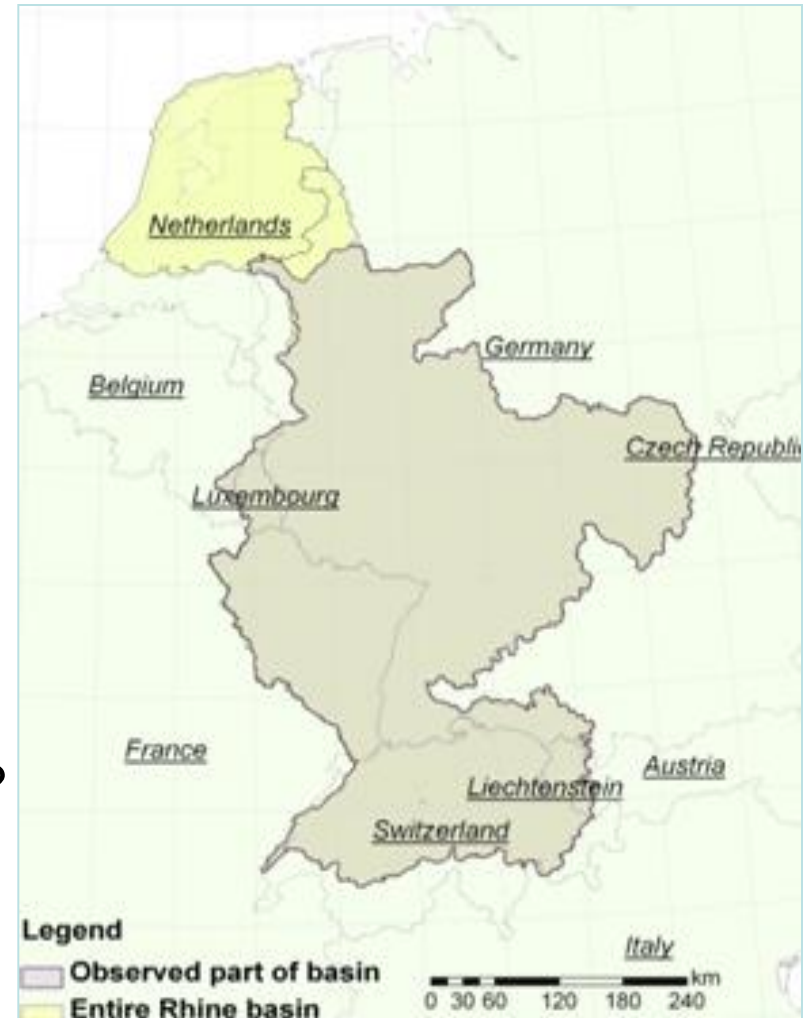 Netherlands
Germany
Belgium
Czech Republi
Luxembourg
France
Austria
Liechtenstein
Switzerland
Italy
Legend
Observed part of basin
Entire Rhine basin
km
0 30 60 120 180 240